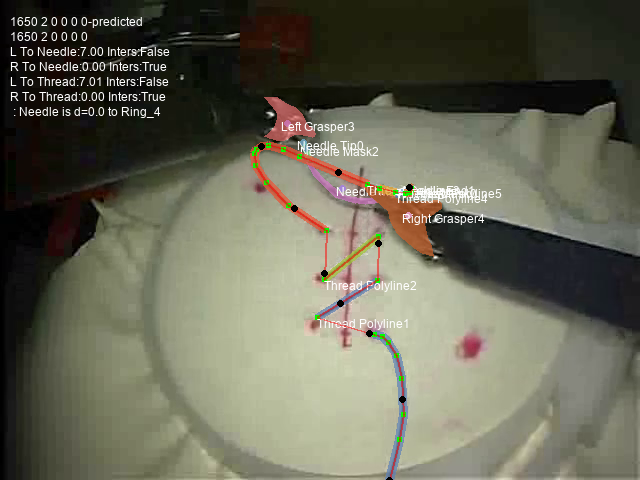 1650 2 0 0 0 0-predicted
1650 2 0 0 0 0
L To Needle:7.00 Inters:False
R To Needle:0.00 Inters:True
L To Thread:7.01 Inters:False
R To Thread:0.00 Inters:True
: Needle is d=0.0 to Ring_4
Left Grasper3
Needle Tip0
Needle Mask2
Thread Polyline4
Right Grasper4
Thread Polyline2
Thread Polyline1